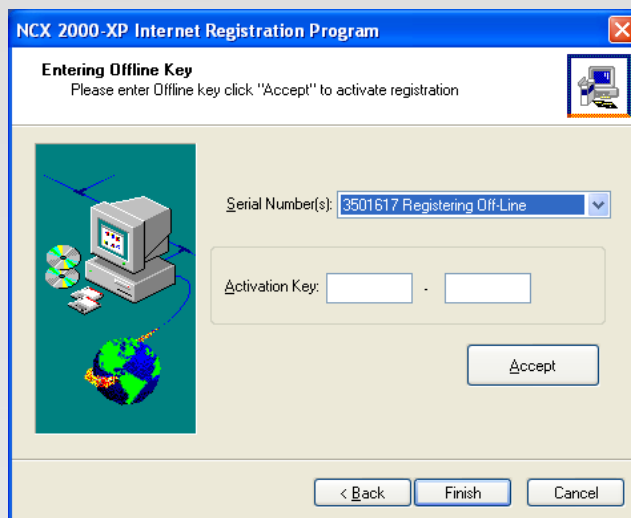 NCX 2000-XP Internet Registration Program
Entering Offline Key
Please enter Offline key click "Accept" to activate registration
Serial Number(s): 3501617 Registering Off-Line
Activation Key: -
Accept
< Back Finish Cancel